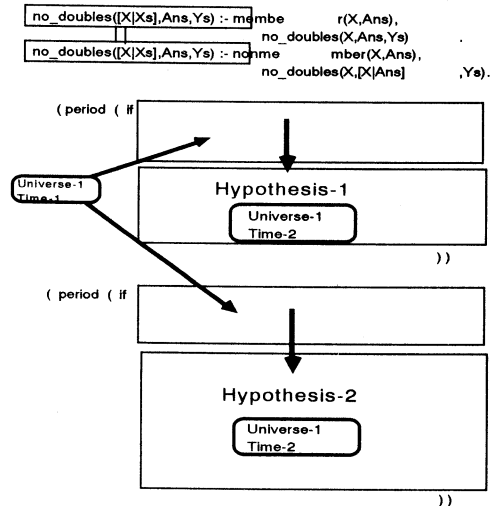 no_doubles([X|Xs],Ans,Ys) :- membe r(X,Ans),
no_doubles(X,Ans,Ys) .
no_doubles([X|Xs],Ans,Ys) :- nonme mber(X,Ans),
no_doubles(X,[X|Ans] ,Ys).
( period ( if
Universe-1
Time-1
Hypothesis-1
Universe-1
Time-2
))
( period ( if
Hypothesis-2
Universe-1
Time-2
))